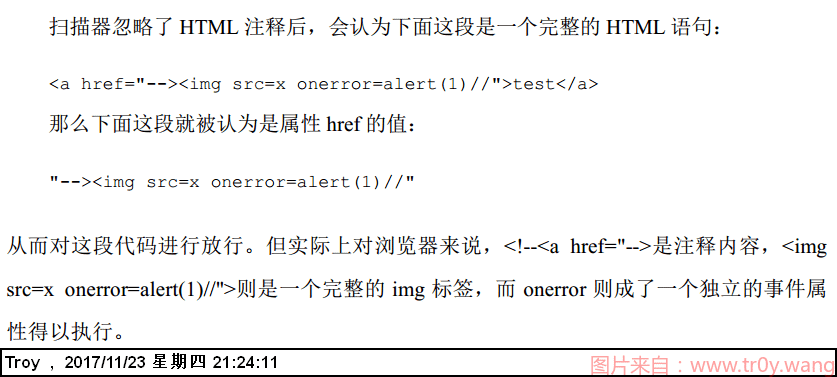 扫描器忽略了 HTML 注释后，会认为下面这段是一个完整的 HTML 语句：
<a href="--><img src=x onerror=alert(1)//">test</a>
那么下面这段就被认为是属性 href 的值：
"--><img src=x onerror=alert(1)//"
从而对这段代码进行放行。但实际上对浏览器来说，<!--<a href="-->是注释内容，<img
src=x onerror=alert(1)//">则是一个完整的 img 标签，而 onerror 则成了一个独立的事件属
性得以执行。
Troy , 2017/11/23 星期四 21:24:11
图片来自：www.tr0y.wang